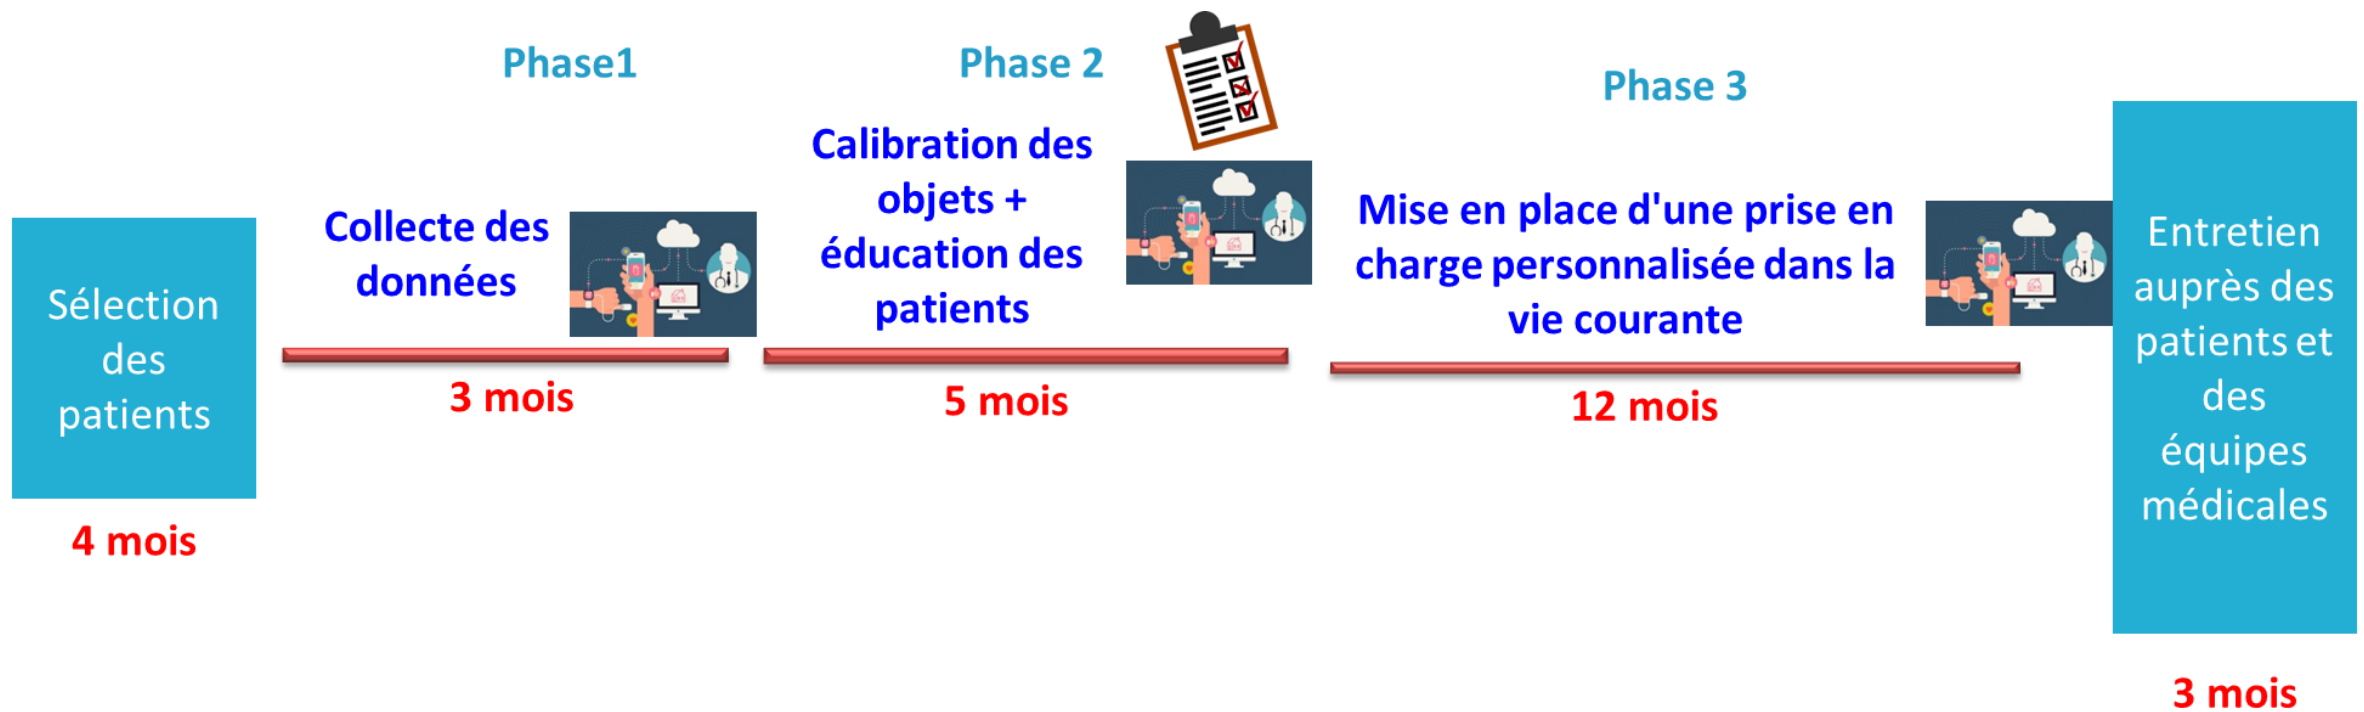 Sélection
des
patients
4 mois
Phase1
Collecte des
données
3 mois
Phase 2
Calibration des
objets +
éducation des
patients
5 mois
Phase 3
Mise en place d'une prise en
charge personnalisée dans la
vie courante
12 mois
Entretien
auprès des
patients et
des
équipes
médicales
3 mois